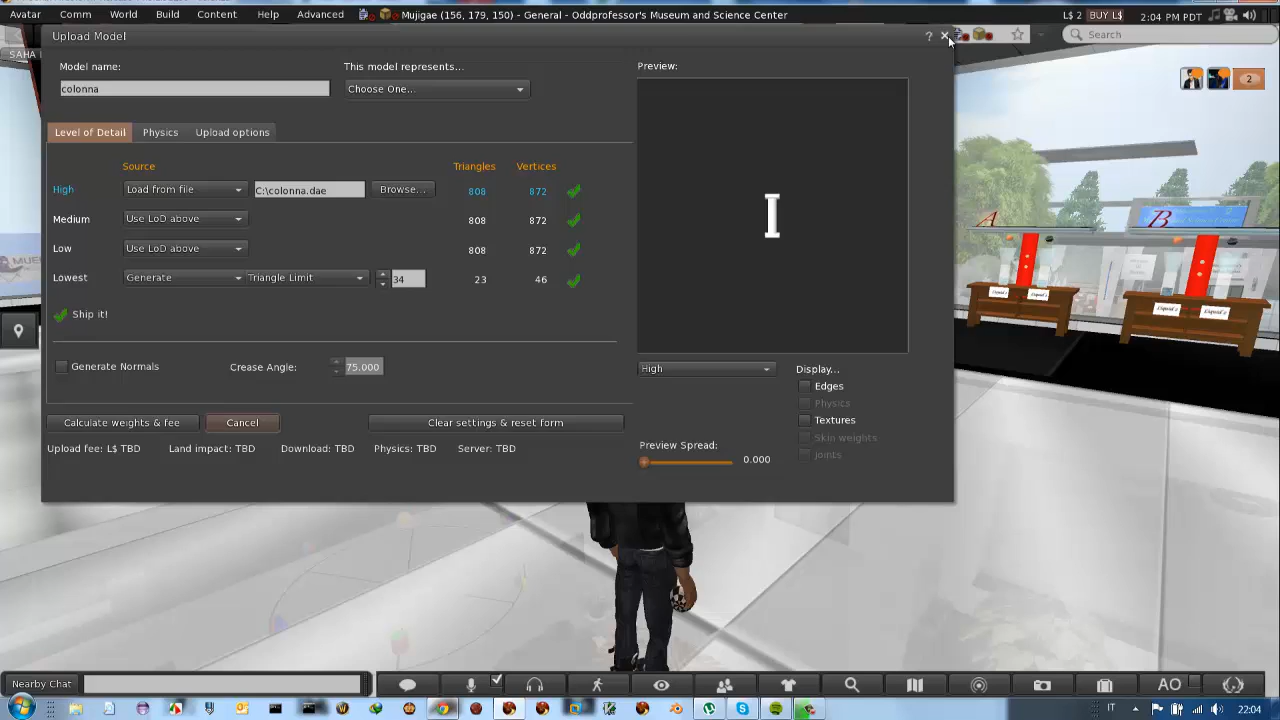 Avatar Comm World Build Content Help Advanced Mujigae (156, 179, 150) - General - Oddprofessor's Museum and Science Center L$ 2 BUY L$ 2:04 PM PDT
Upload Model ? Search
SAHA
Model name: This model represents... Preview:
colonna Choose One...
2
Level of Detail Physics Upload options
Source Triangles Vertices
High Load from file C:\colonna.dae Browse... 808 872
Medium Use LoD above 808 872
Low Use LoD above 808 872
Lowest Generate Triangle Limit 34 23 46
A B
Ship it!
Generate Normals Crease Angle: 75.000
High Display...
Edges
Physics
Textures
Skin weights
Joints
Calculate weights & fee Cancel Clear settings & reset form
Upload fee: L$ TBD Land impact: TBD Download: TBD Physics: TBD Server: TBD
Preview Spread:
0.000
Nearby Chat AO
IT 22:04